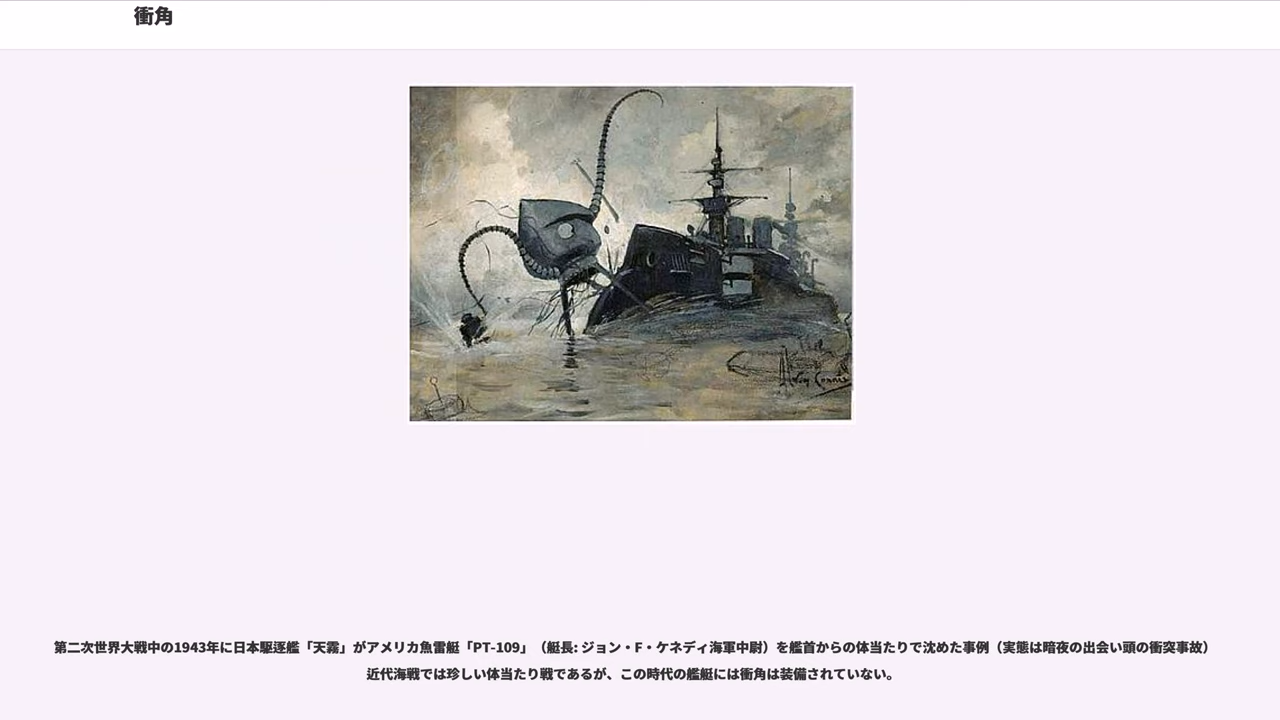 衝角
Alvim Corrêa
第二次世界大戦中の1943年に日本駆逐艦「天霧」がアメリカ魚雷艇「PT-109」（艇長: ジョン・F・ケネディ海軍中尉）を艦首からの体当たりで沈めた事例（実態は暗夜の出会い頭の衝突事故）
近代海戦では珍しい体当たり戦であるが、この時代の艦艇には衝角は装備されていない。